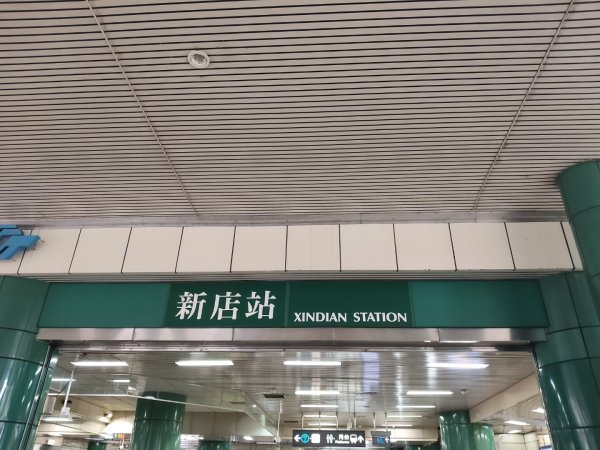 新店站 XINDIAN STATION